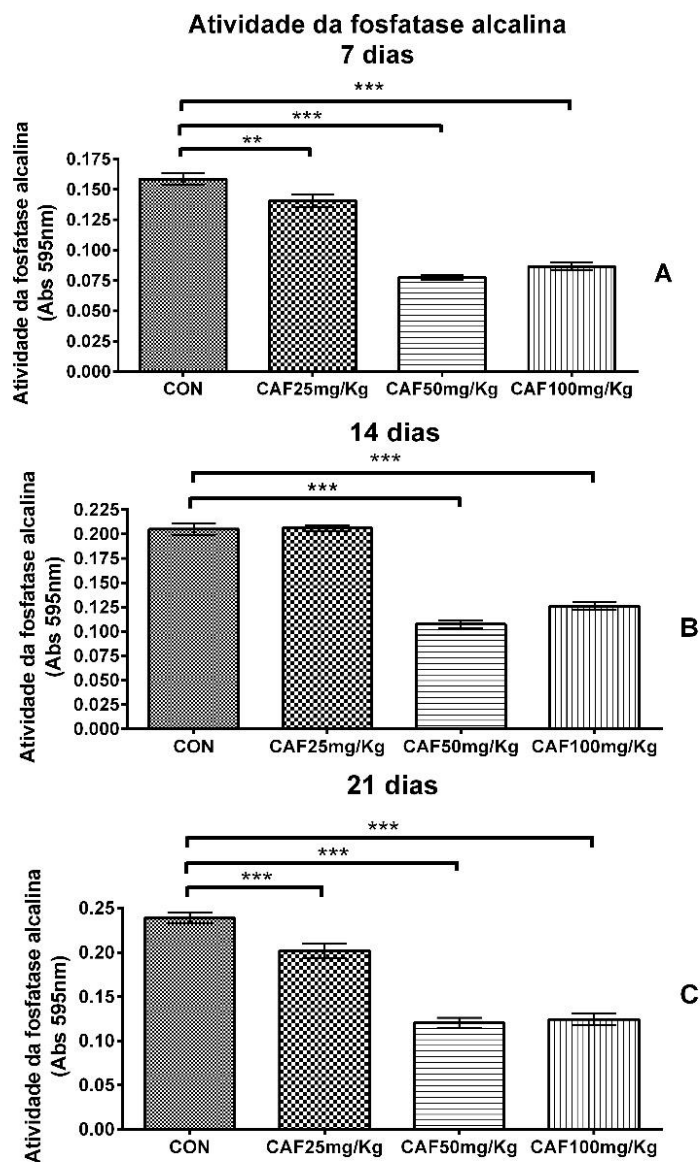 Atividade da fosfatase alcalina
7 dias
***
***
**
Atividade da fosfatase alcalina
(Abs 595nm)
0.175
0.150
0.125
0.100
0.075
0.050
0.025
0.000
CON
CAF25mg/Kg
CAF50mg/Kg
CAF100mg/Kg
A
14 dias
***
***
Atividade da fosfatase alcalina
(Abs 595nm)
0.225
0.200
0.175
0.150
0.125
0.100
0.075
0.050
0.025
0.000
CON
CAF25mg/Kg
CAF50mg/Kg
CAF100mg/Kg
B
21 dias
***
***
***
Atividade da fosfatase alcalina
(Abs 595nm)
0.25
0.20
0.15
0.10
0.05
0.00
CON
CAF25mg/Kg
CAF50mg/Kg
CAF100mg/Kg
C